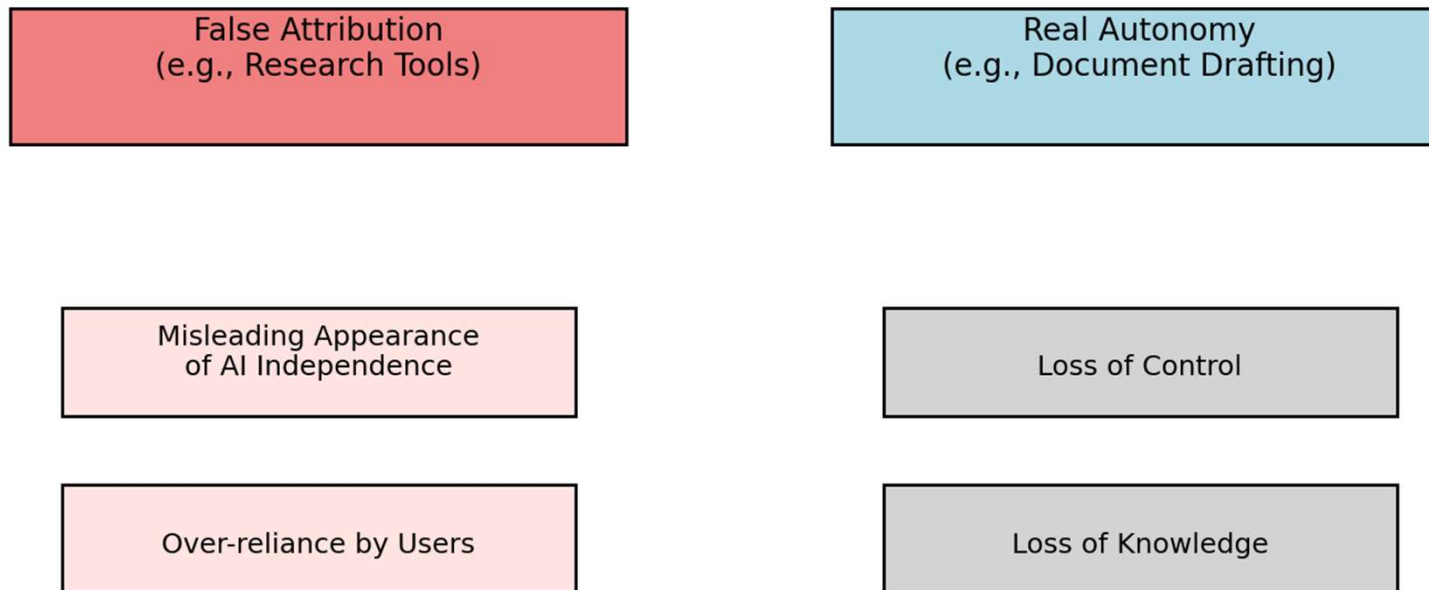 False Attribution
(e.g., Research Tools)
Real Autonomy
(e.g., Document Drafting)
Misleading Appearance
of AI Independence
Loss of Control
Over-reliance by Users
Loss of Knowledge